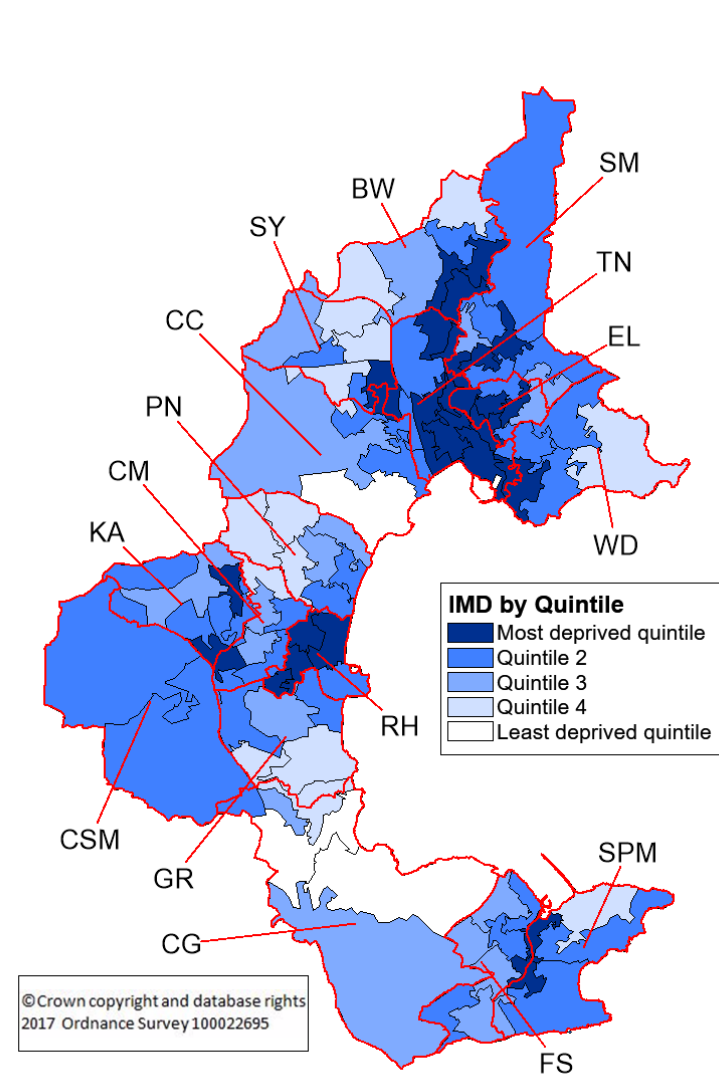 SM
BW
SY
TN
CC
EL
PN
CM
KA
WD
IMD by Quintile
Most deprived quintile
Quintile 2
Quintile 3
Quintile 4
Least deprived quintile
RH
CSM
SPM
GR
CG
©Crown copyright and database rights
2017 Ordnance Survey 100022695
FS